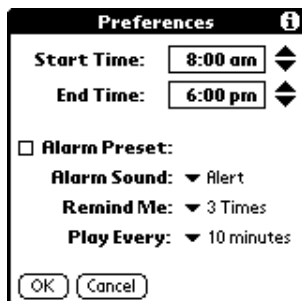 Preferences i
Start Time: 8:00 am
End Time: 6:00 pm
Alarm Preset:
Alarm Sound: Alert
Remind Me: 3 Times
Play Every: 10 minutes
OK Cancel